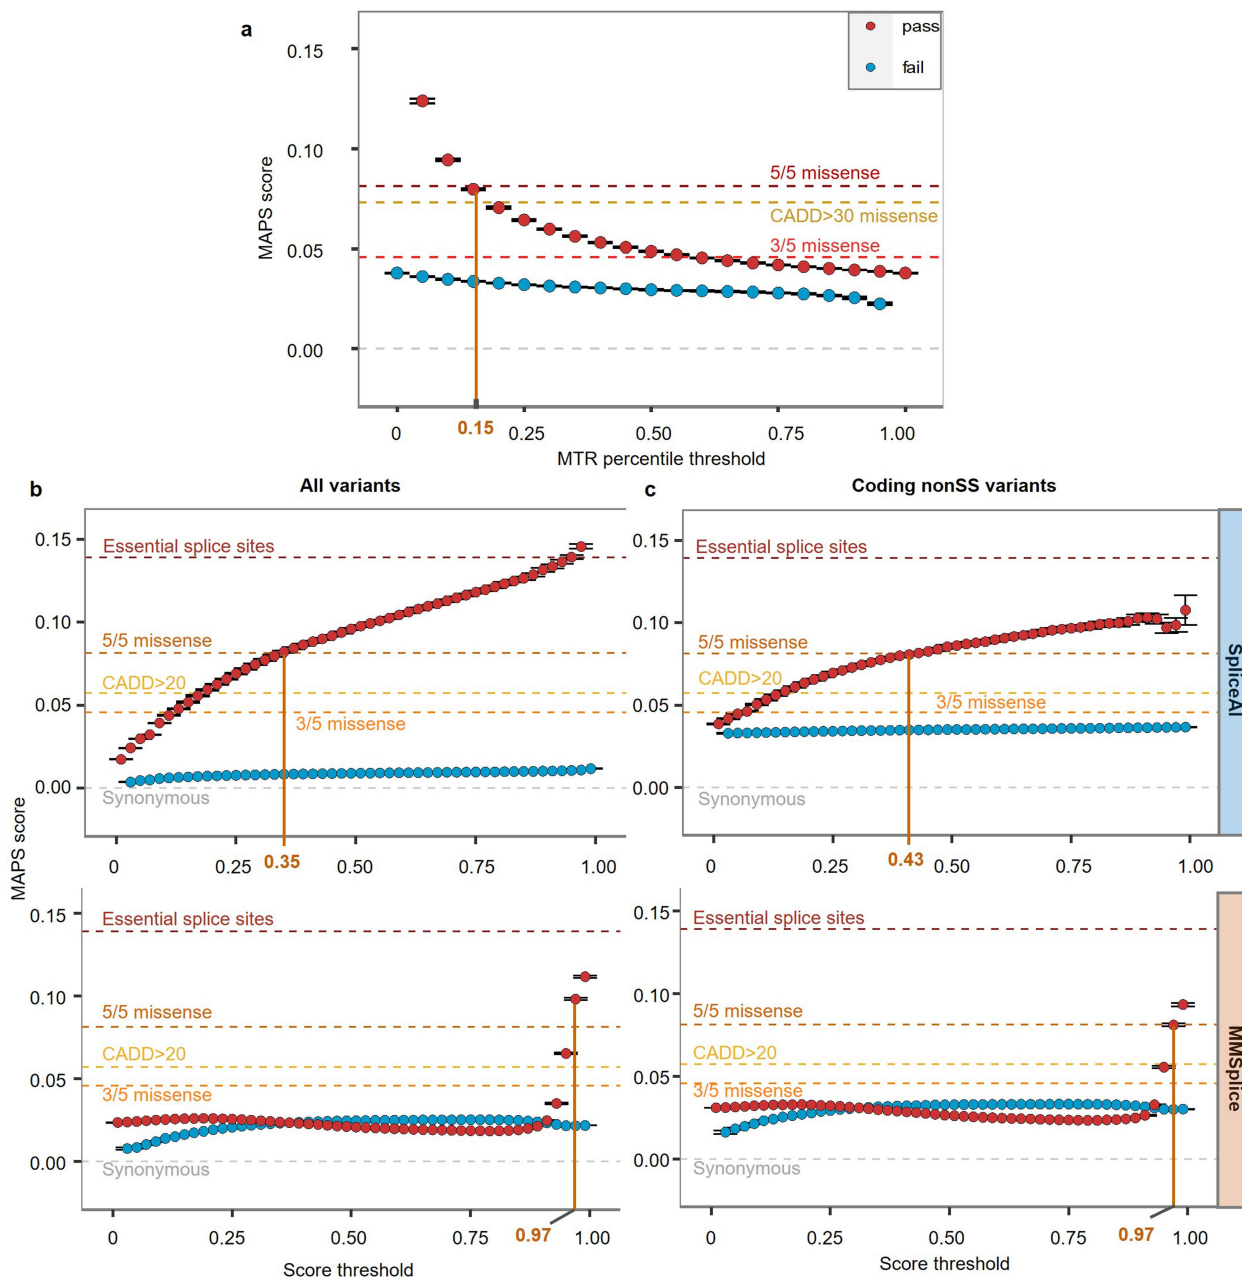 a
pass
fail
MAPS score
0.15
0.10
0.05
0.00
5/5 missense
CADD>30 missense
3/5 missense
0
0.15
0.25
0.50
0.75
1.00
MTR percentile threshold
b
All variants
c
Coding nonSS variants
MAPS score
0.15
0.10
0.05
0.00
Essential splice sites
5/5 missense
CADD>20
3/5 missense
Synonymous
0
0.25
0.35
0.50
0.75
1.00
0.15
0.10
0.05
0.00
Essential splice sites
5/5 missense
CADD>20
3/5 missense
Synonymous
0
0.25
0.43
0.50
0.75
1.00
SpliceAI
0.15
0.10
0.05
0.00
Essential splice sites
5/5 missense
CADD>20
3/5 missense
Synonymous
0
0.25
0.50
0.75
0.97
1.00
Score threshold
0.15
0.10
0.05
0.00
Essential splice sites
5/5 missense
CADD>20
3/5 missense
Synonymous
0
0.25
0.50
0.75
0.97
1.00
Score threshold
MMSplice